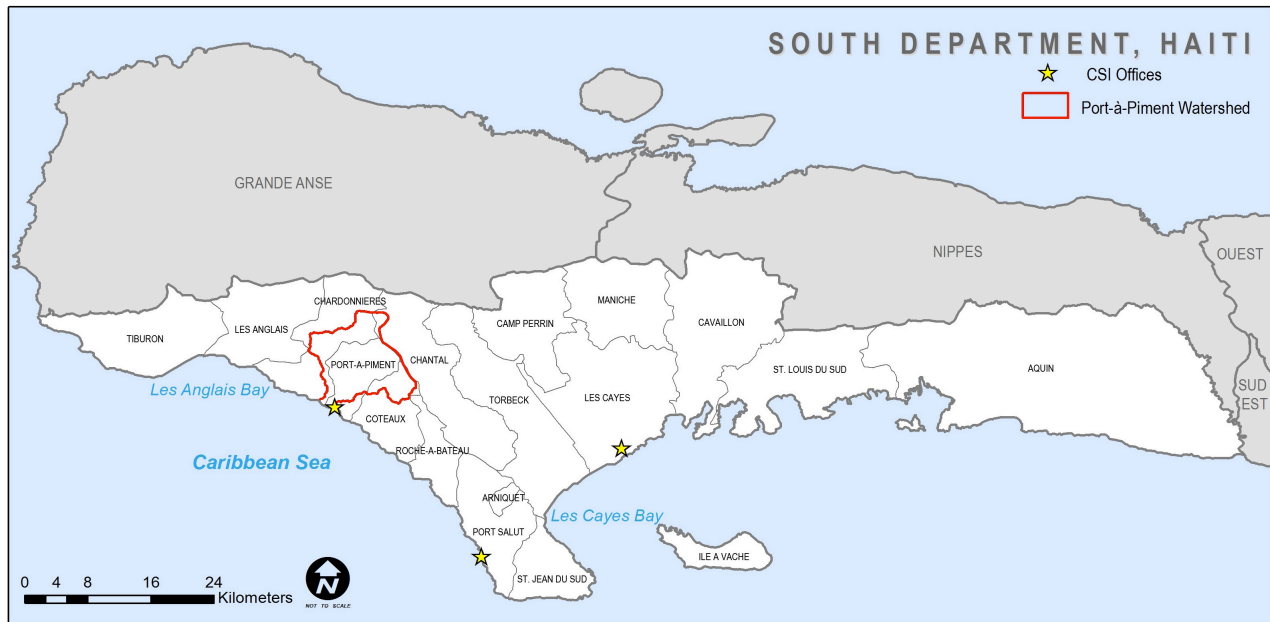 SOUTH DEPARTMENT, HAITI
CSI Offices
Port-à-Piment Watershed
GRANDE ANSE
NIPPES
OUEST
SUD
EST
CHARDONNIERES
LES ANGLAIS
TIBURON
PORT-A-PIMENT
CHANTAL
CAMP PERRIN
MANICHE
CAVAILLON
ST. LOUIS DU SUD
AQUIN
Les Anglais Bay
TORBECK
LES CAYES
COTEAUX
ROCHE-A-BATEAU
Caribbean Sea
ARNIQUET
Les Cayes Bay
PORT SALUT
ILE A VACHE
ST. JEAN DU SUD
0 4 8 16 24
Kilometers
N
NOT TO SCALE